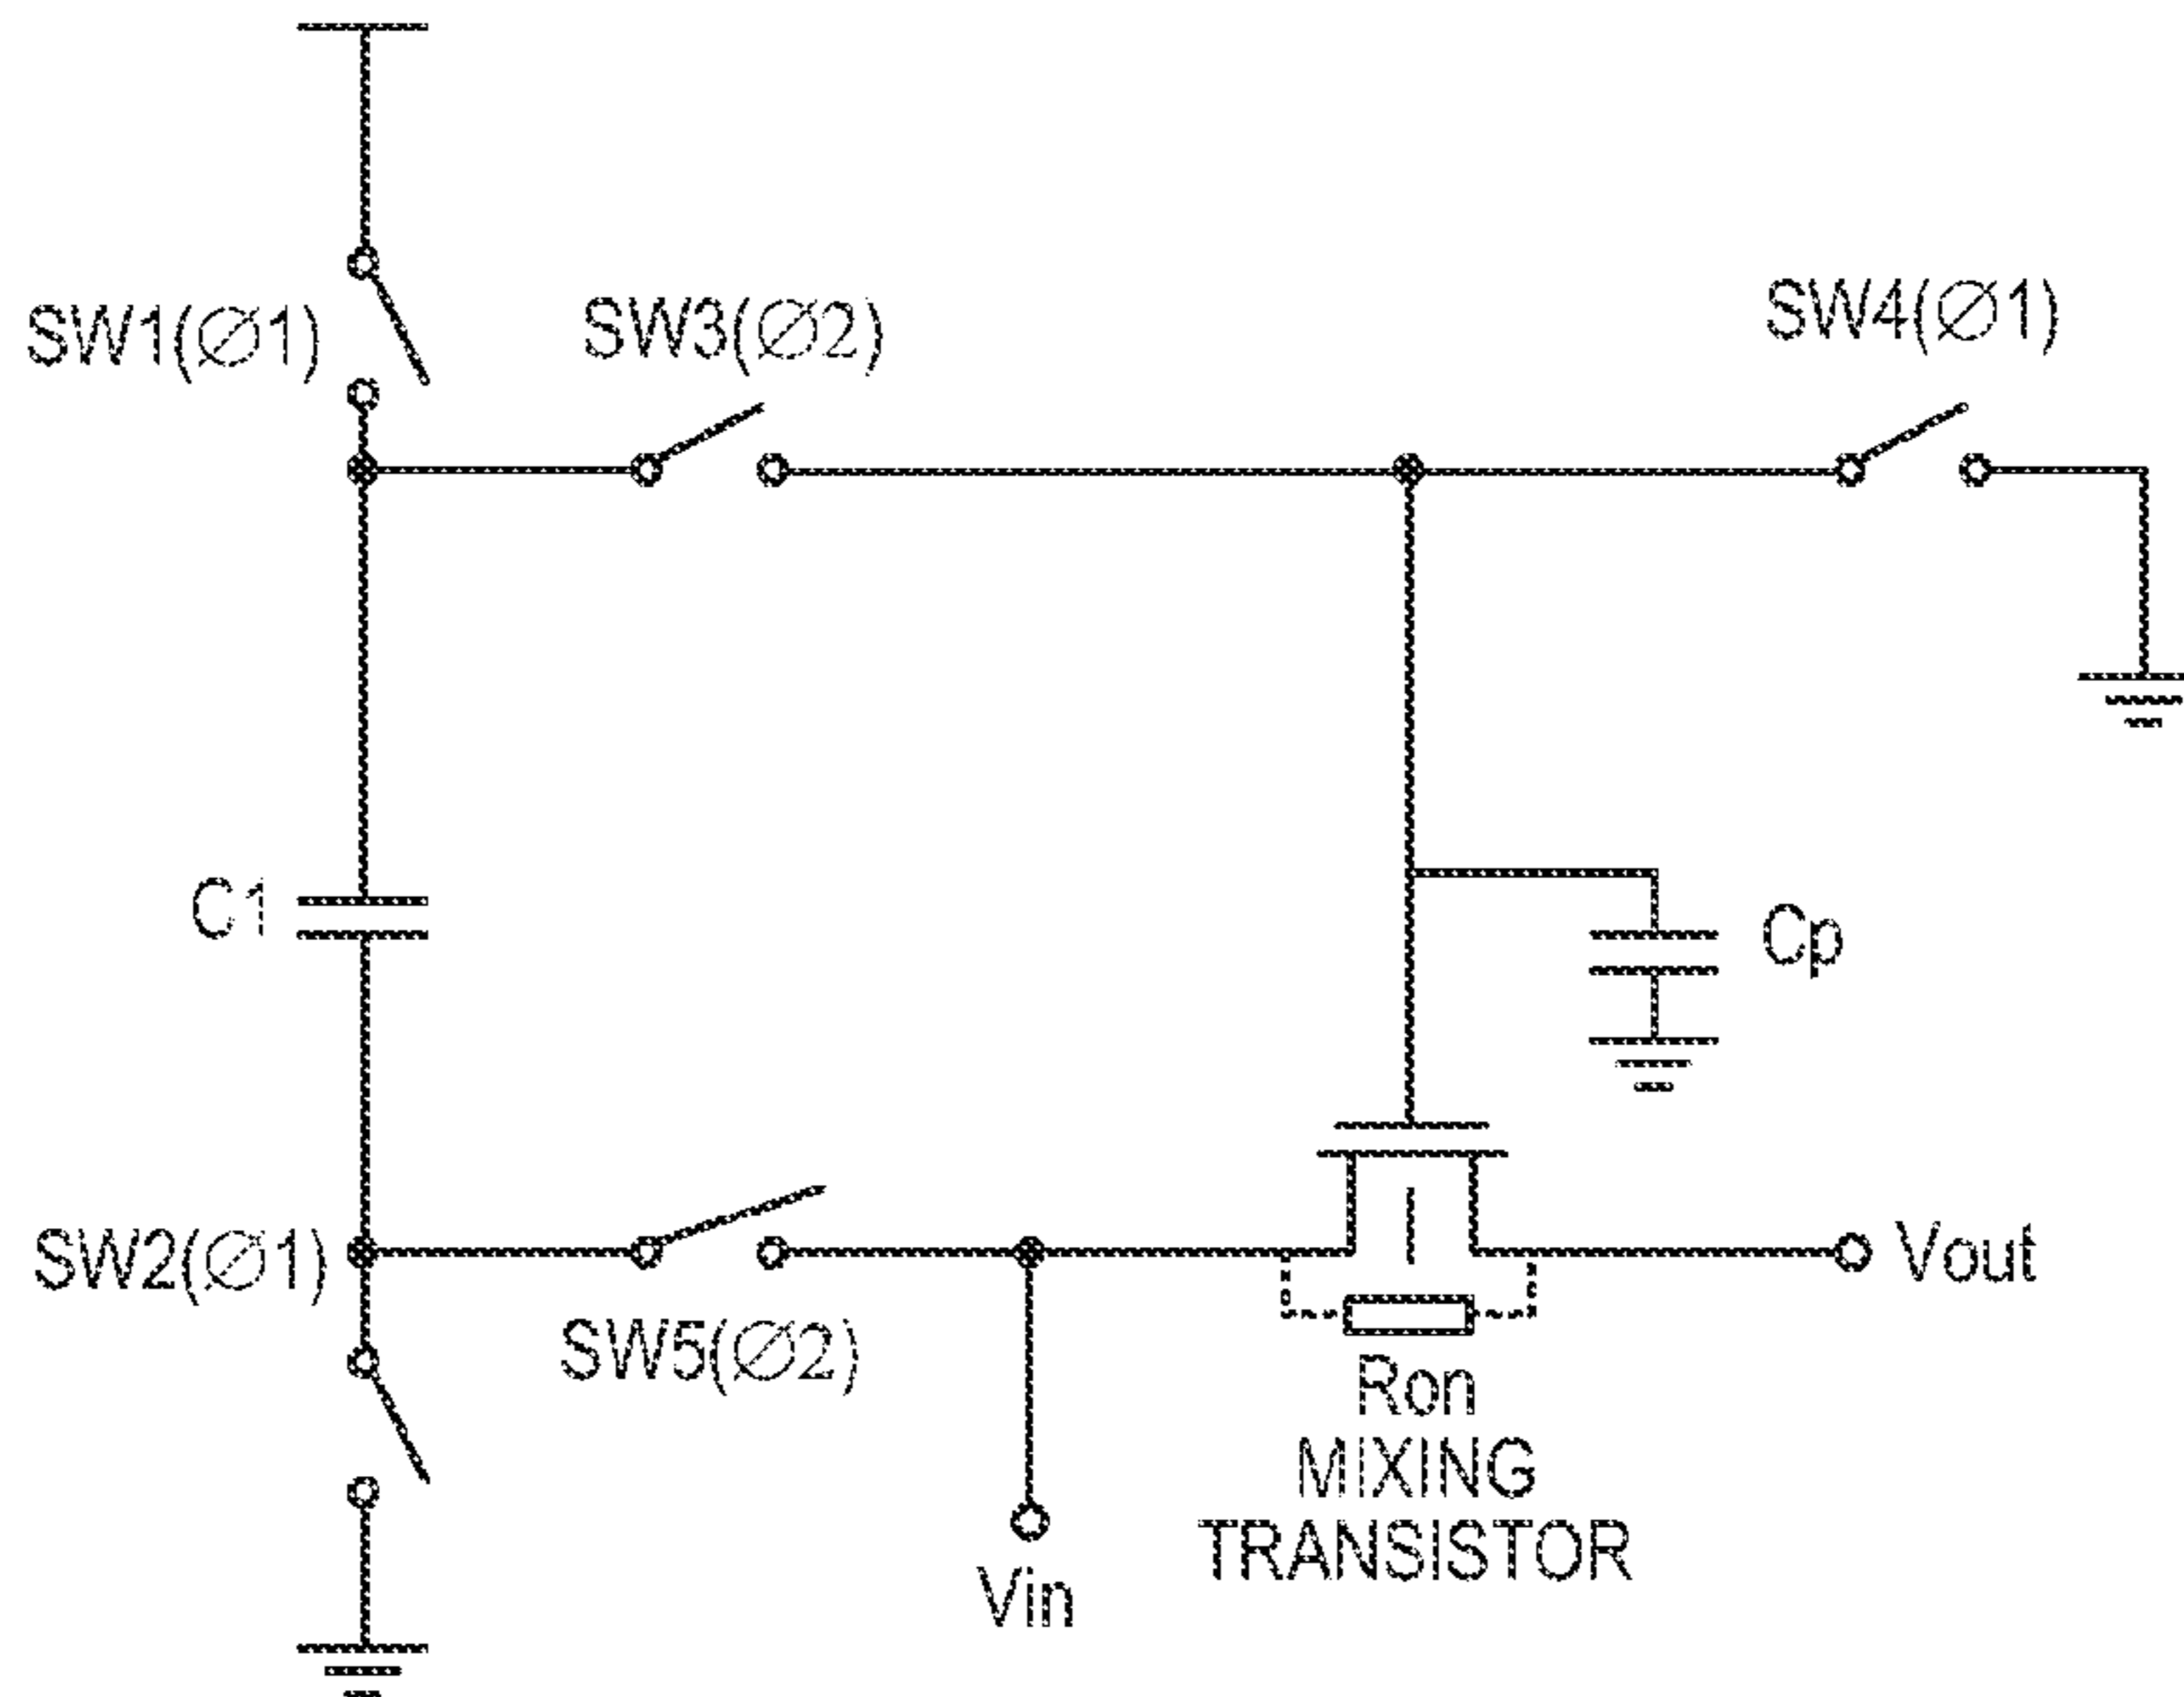 SW1(∅1)
SW3(∅2)
SW4(∅1)
C1
Cp
SW2(∅1)
SW5(∅2)
Vout
Ron
MIXING
TRANSISTOR
Vin